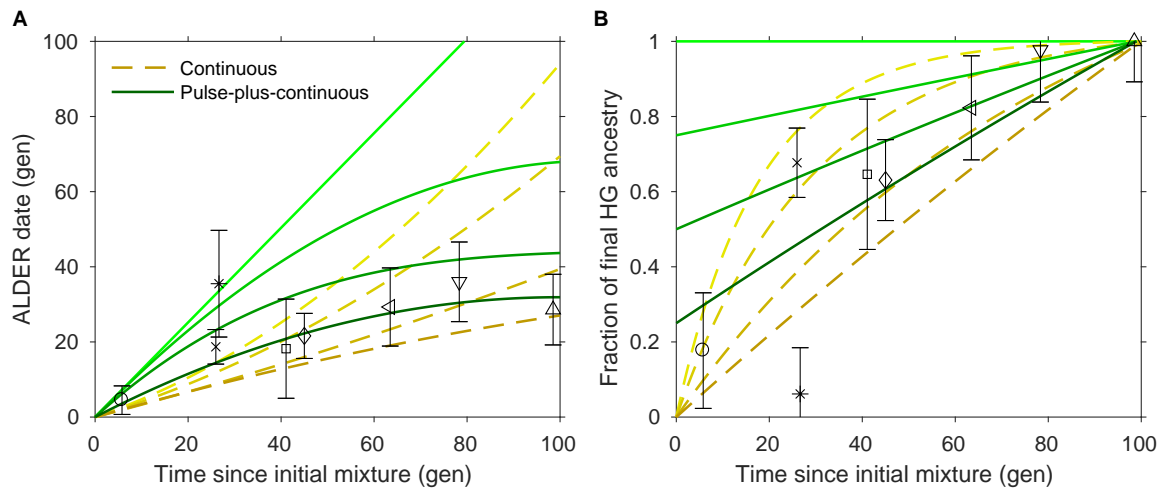 A
ALDER date (gen)
100
80
60
40
20
0
Continuous
Pulse-plus-continuous
0 20 40 60 80 100
Time since initial mixture (gen)
B
Fraction of final HG ancestry
1
0.8
0.6
0.4
0.2
0
0 20 40 60 80 100
Time since initial mixture (gen)